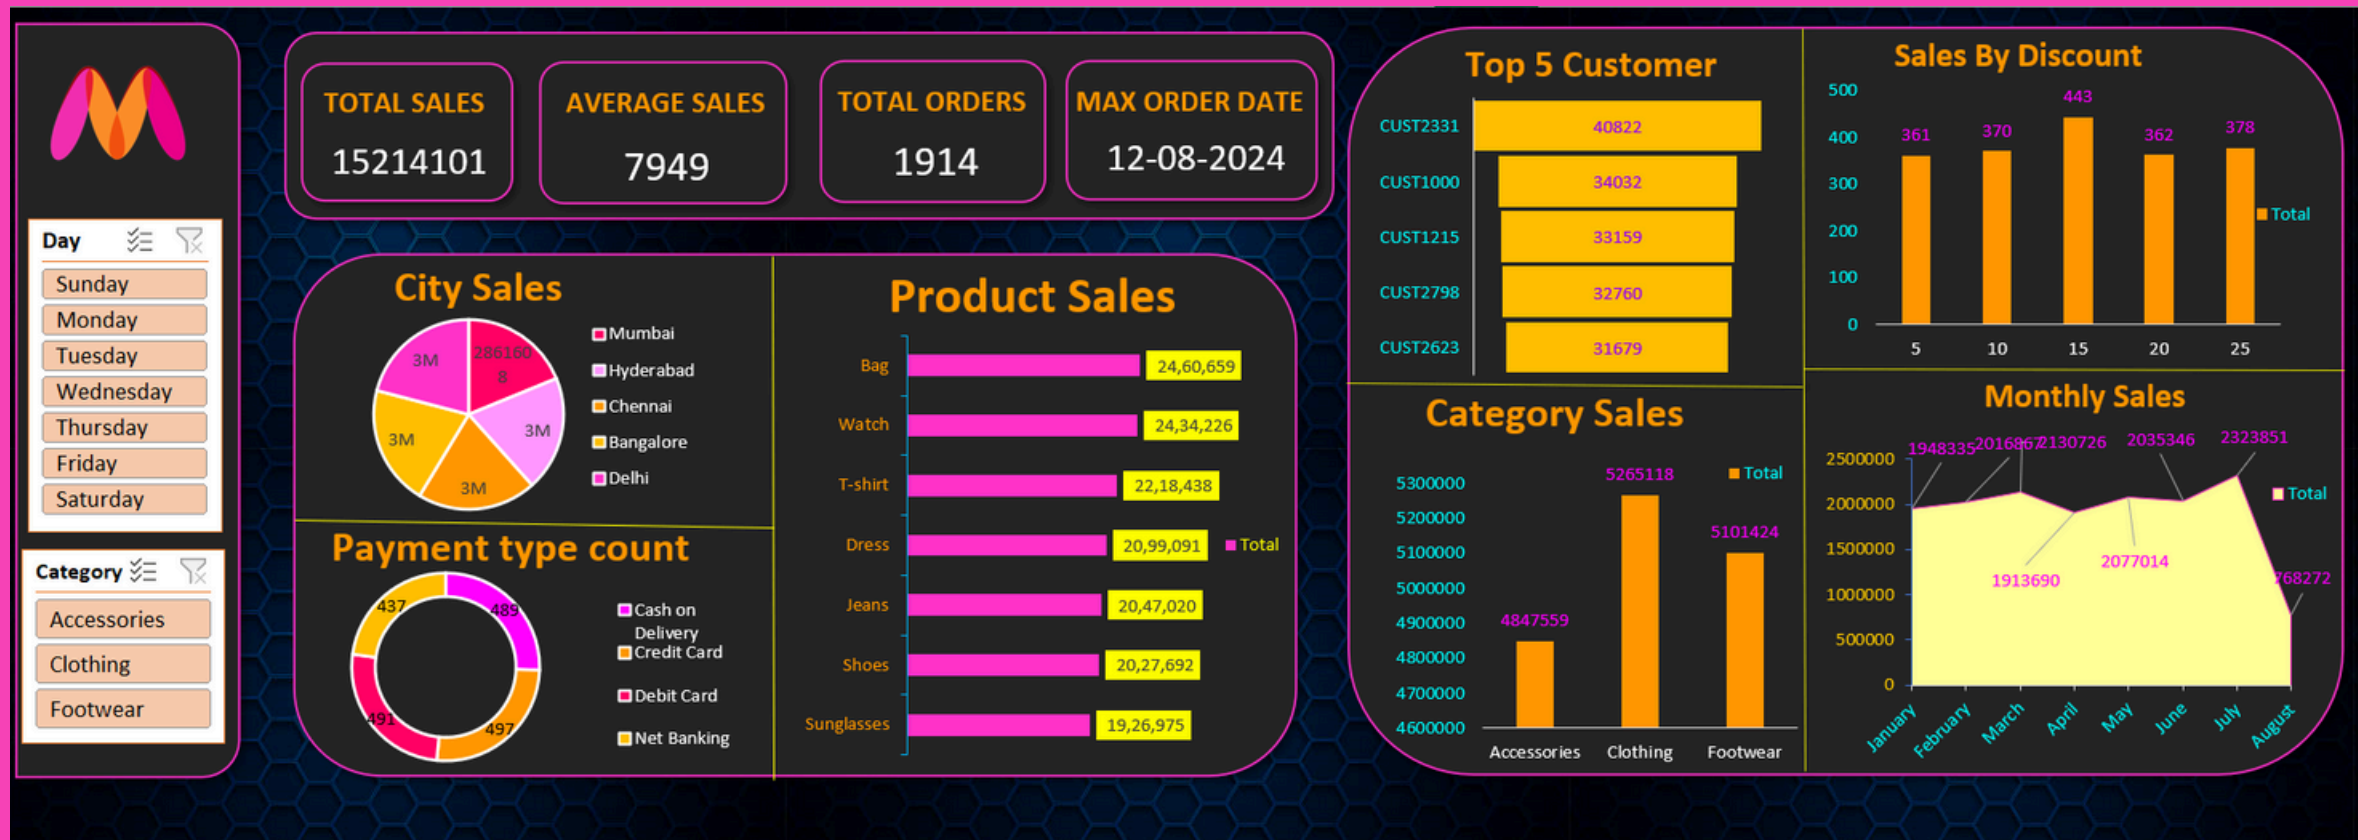 TOTAL SALES
15214101
AVERAGE SALES
7949
TOTAL ORDERS
1914
MAX ORDER DATE
12-08-2024
Day
Sunday
Monday
Tuesday
Wednesday
Thursday
Friday
Saturday
Category
Accessories
Clothing
Footwear
City Sales
3M
286160
8
3M
3M
3M
Mumbai
Hyderabad
Chennai
Bangalore
Delhi
Payment type count
437
489
491
497
Cash on
Delivery
Credit Card
Debit Card
Net Banking
Product Sales
Bag 24,60,659
Watch 24,34,226
T-shirt 22,18,438
Dress 20,99,091
Jeans 20,47,020
Shoes 20,27,692
Sunglasses 19,26,975
Total
Top 5 Customer
CUST2331 40822
CUST1000 34032
CUST1215 33159
CUST2798 32760
CUST2623 31679
Sales By Discount
500
400
300
200
100
0
361 370 443 362 378
5 10 15 20 25
Total
Category Sales
5300000
5200000
5100000
5000000
4900000
4800000
4700000
4600000
4847559 5265118 5101424
Accessories Clothing Footwear
Total
Monthly Sales
2500000
2000000
1500000
1000000
500000
0
1948335 2016867 2130726 2035346 2323851
1913690 2077014 768272
January February March April May June July August
Total